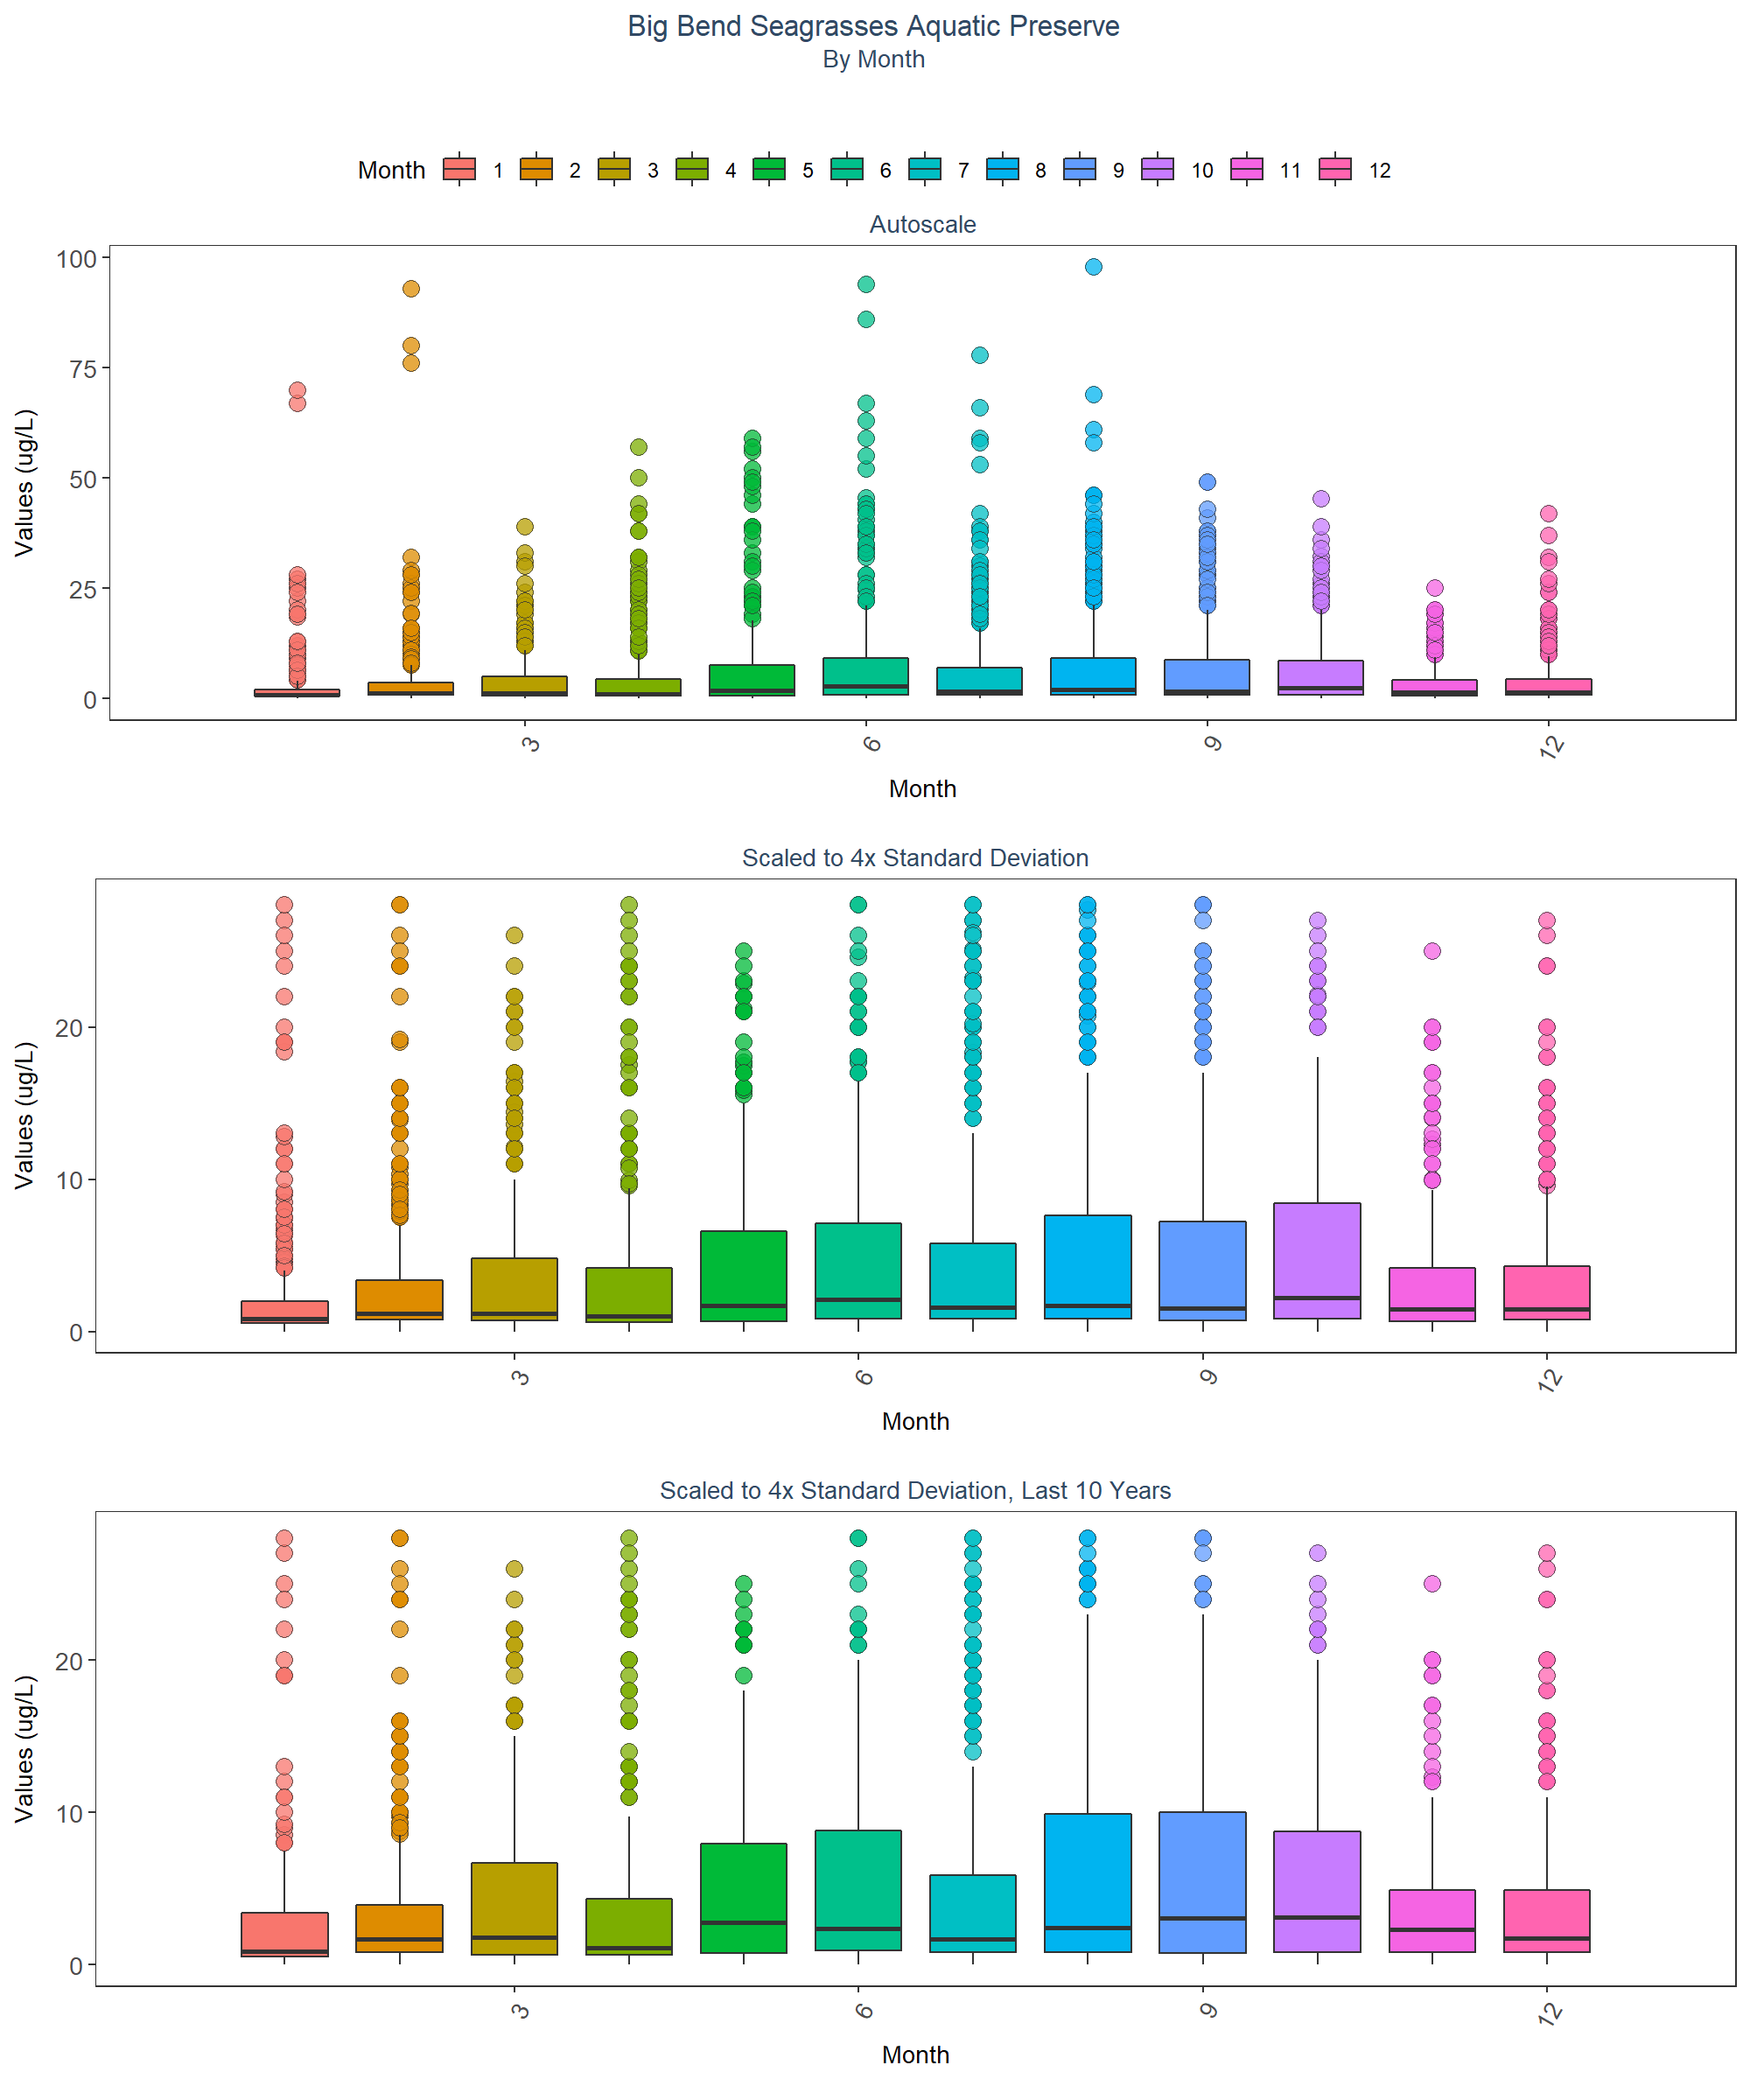 Big Bend Seagrasses Aquatic Preserve
By Month
Month 1 2 3 4 5 6 7 8 9 10 11 12
Autoscale
Values (ug/L)
100
75
50
25
0
3 6 9 12
Month
Scaled to 4x Standard Deviation
Values (ug/L)
20
10
0
3 6 9 12
Month
Scaled to 4x Standard Deviation, Last 10 Years
Values (ug/L)
20
10
0
3 6 9 12
Month